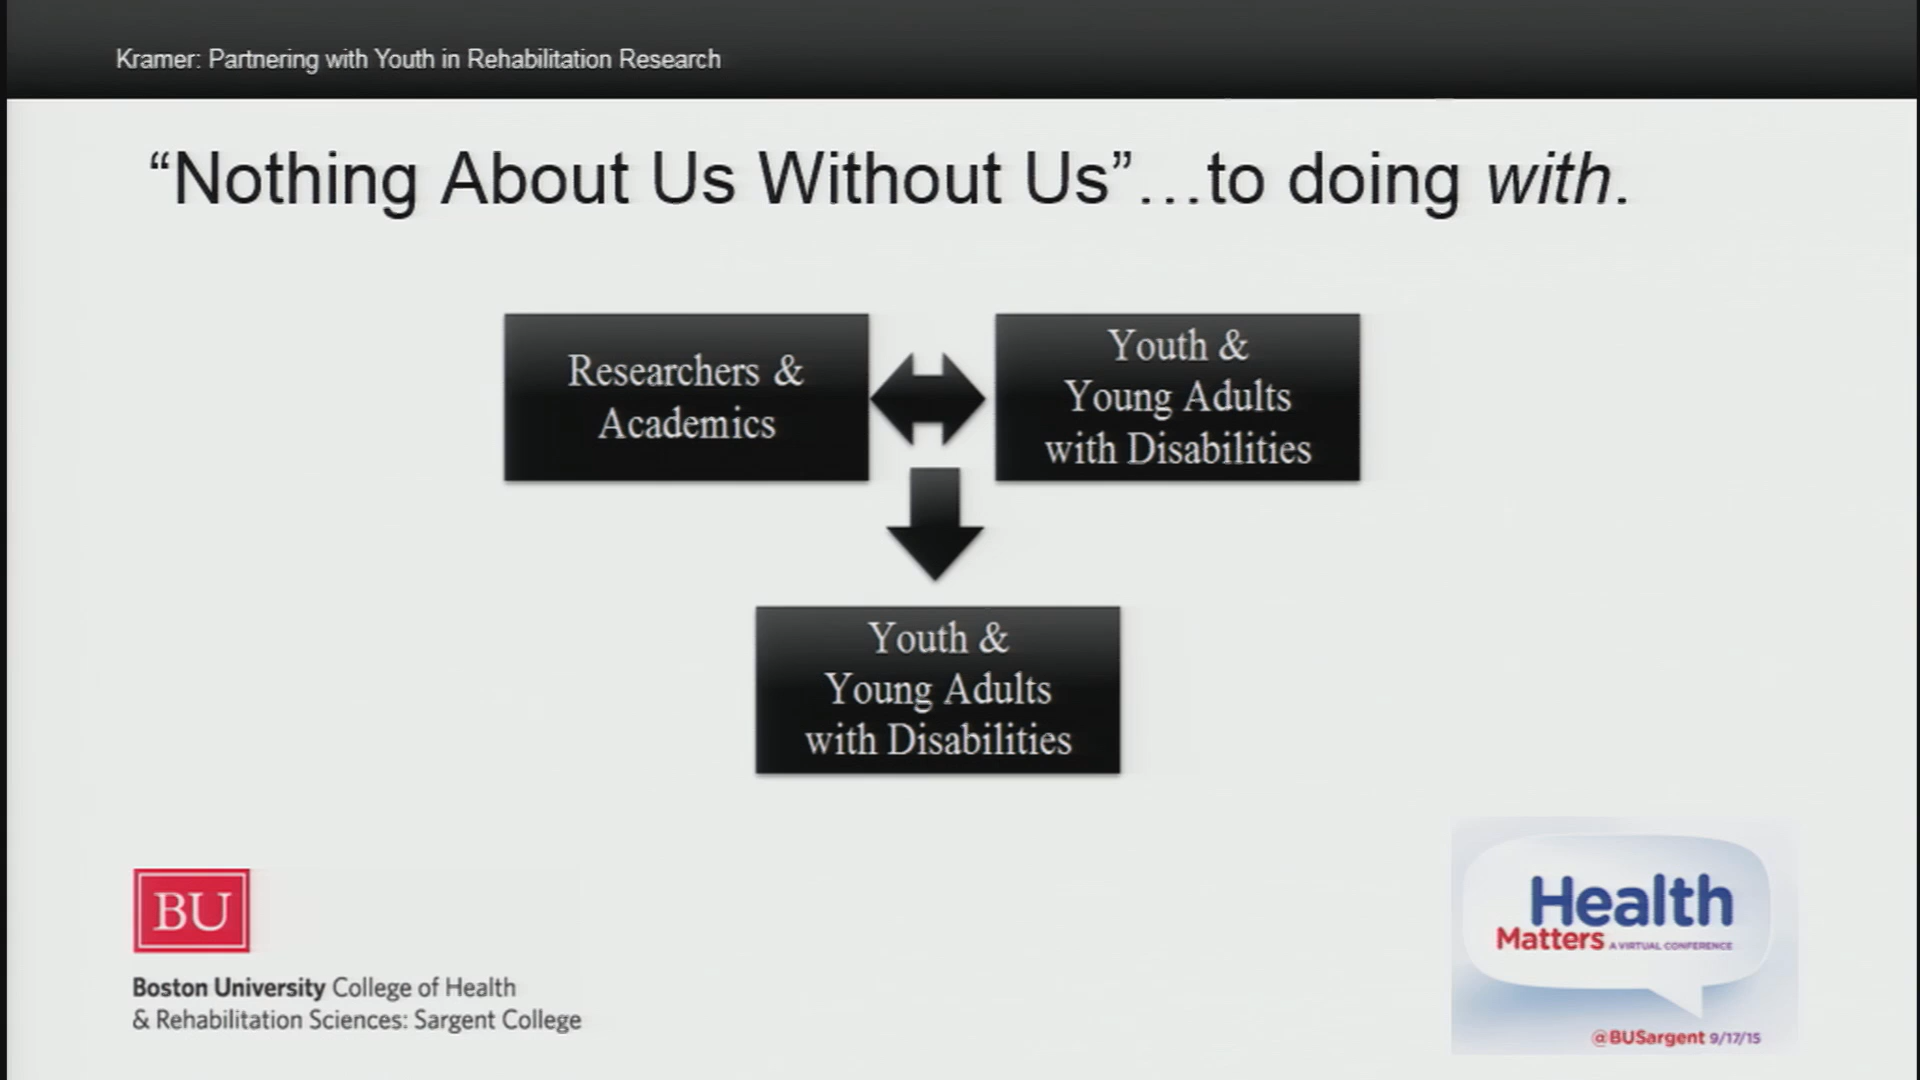 Kramer: Partnering with Youth in Rehabilitation Research
“Nothing About Us Without Us”…to doing with.
Researchers &
Academics
Youth &
Young Adults
with Disabilities
Youth &
Young Adults
with Disabilities
BU
Boston University College of Health
& Rehabilitation Sciences: Sargent College
Health
Matters A VIRTUAL CONFERENCE
@BUSargent 9/17/15